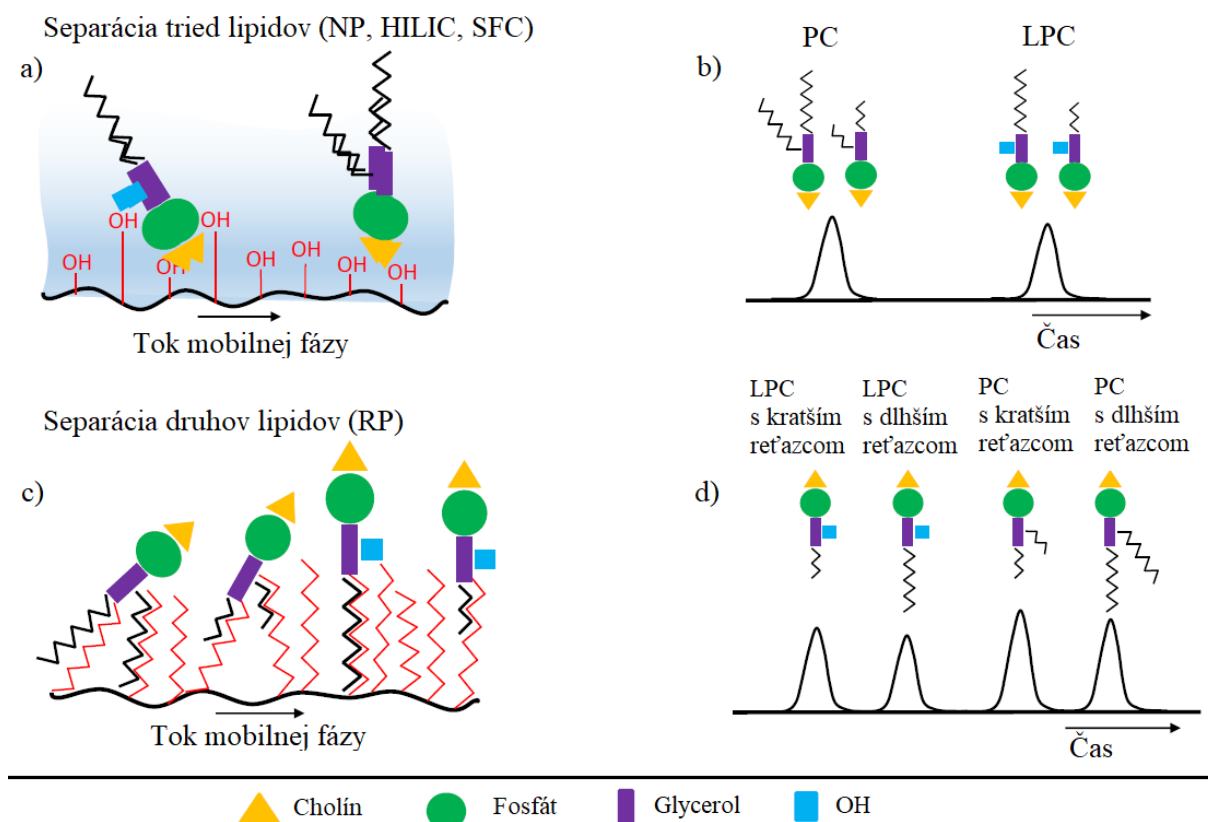 Separácia tried lipidov (NP, HILIC, SFC)
a)
OH
OH
OH
OH
OH
OH
OH
OH
Tok mobilnej fázy
b)
PC
LPC
Čas
Separácia druhov lipidov (RP)
c)
Tok mobilnej fázy
d)
LPC
s kratším
reťazcom
LPC
s dlhším
reťazcom
PC
s kratším
reťazcom
PC
s dlhším
reťazcom
Čas
Cholín
Fosfát
Glycerol
OH